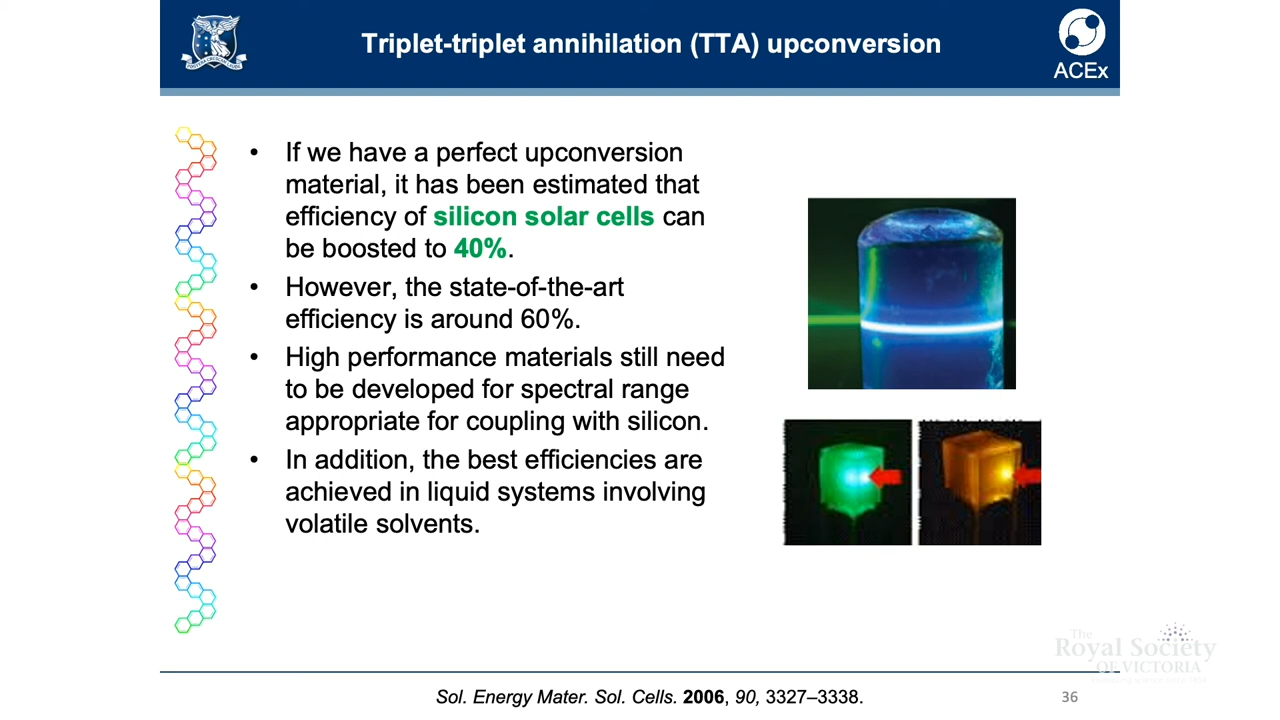 Triplet-triplet annihilation (TTA) upconversion
ACEx
• If we have a perfect upconversion
material, it has been estimated that
efficiency of silicon solar cells can
be boosted to 40%.
• However, the state-of-the-art
efficiency is around 60%.
• High performance materials still need
to be developed for spectral range
appropriate for coupling with silicon.
• In addition, the best efficiencies are
achieved in liquid systems involving
volatile solvents.
The
Royal Society
OF VICTORIA
Sol. Energy Mater. Sol. Cells. 2006, 90, 3327–3338.
36